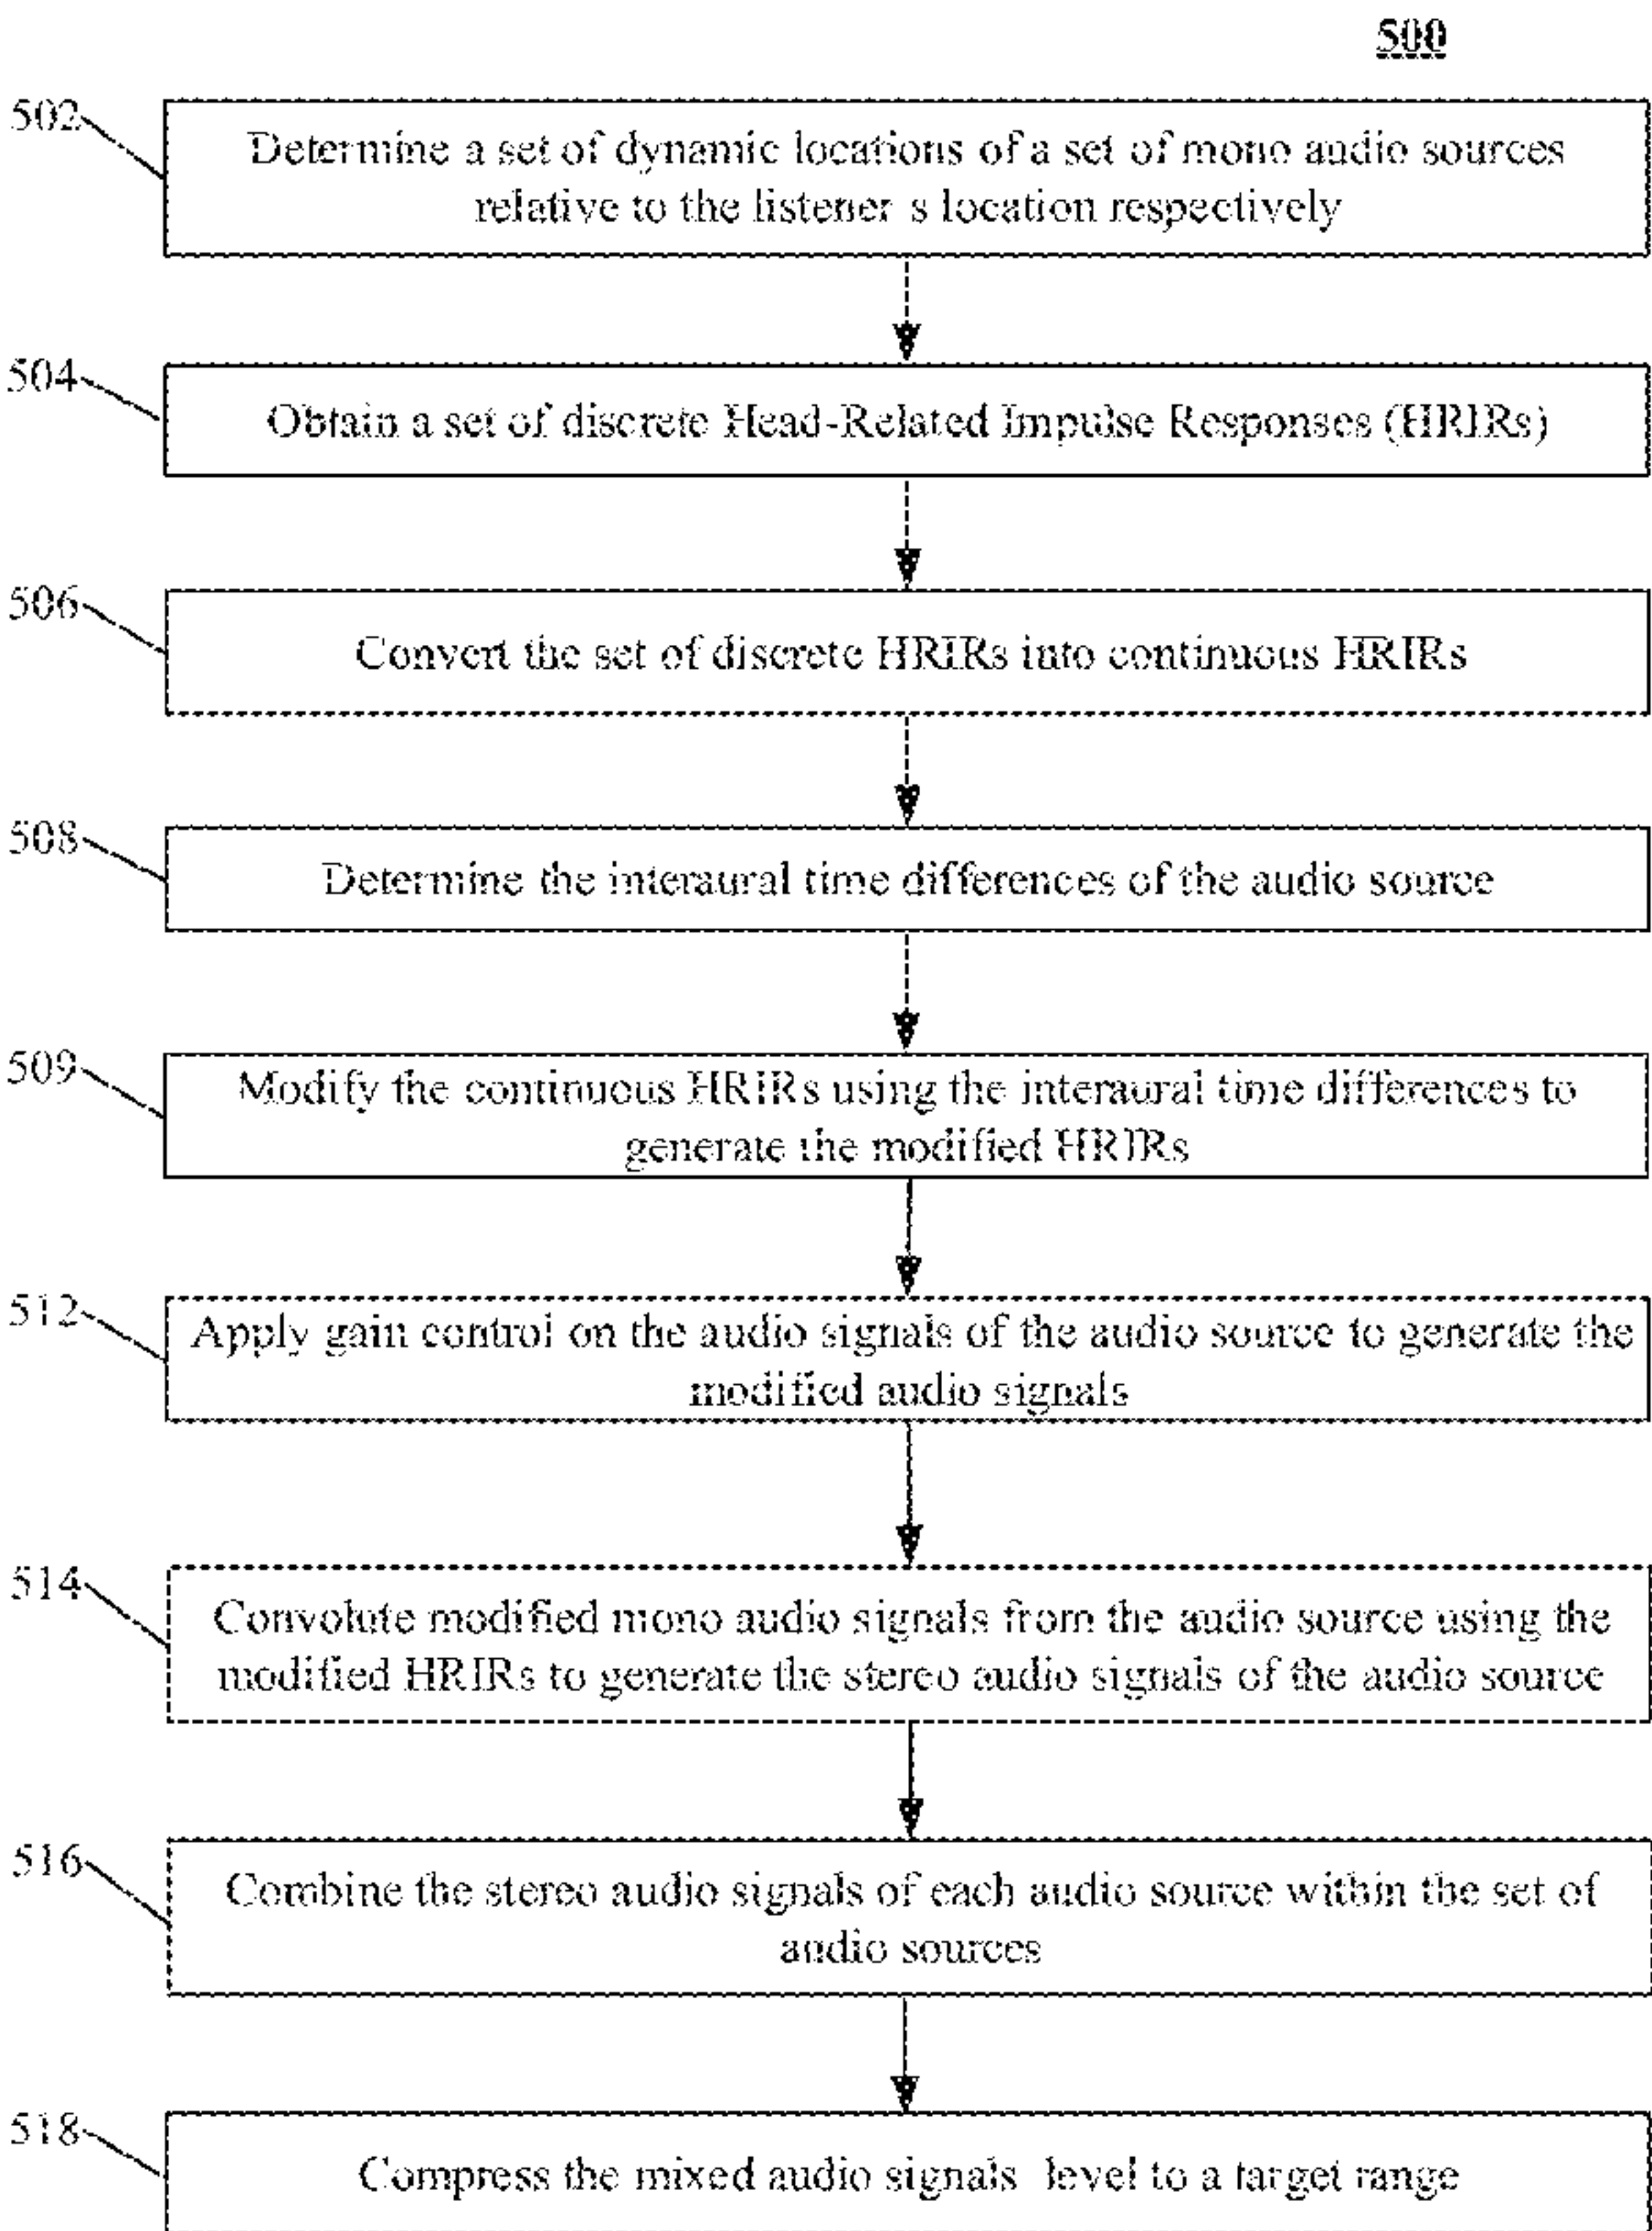 500
502
Determine a set of dynamic locations of a set of mono audio sources
relative to the listener s location respectively
504
Obtain a set of discrete Head-Related Impulse Responses (HRIRs)
506
Convert the set of discrete HRIRs into continuous HRIRs
508
Determine the interaural time differences of the audio source
509
Modify the continuous HRIRs using the interaural time differences to
generate the modified HRIRs
512
Apply gain control on the audio signals of the audio source to generate the
modified audio signals
514
Convolute modified mono audio signals from the audio source using the
modified HRIRs to generate the stereo audio signals of the audio source
516
Combine the stereo audio signals of each audio source within the set of
audio sources
518
Compress the mixed audio signals level to a target range